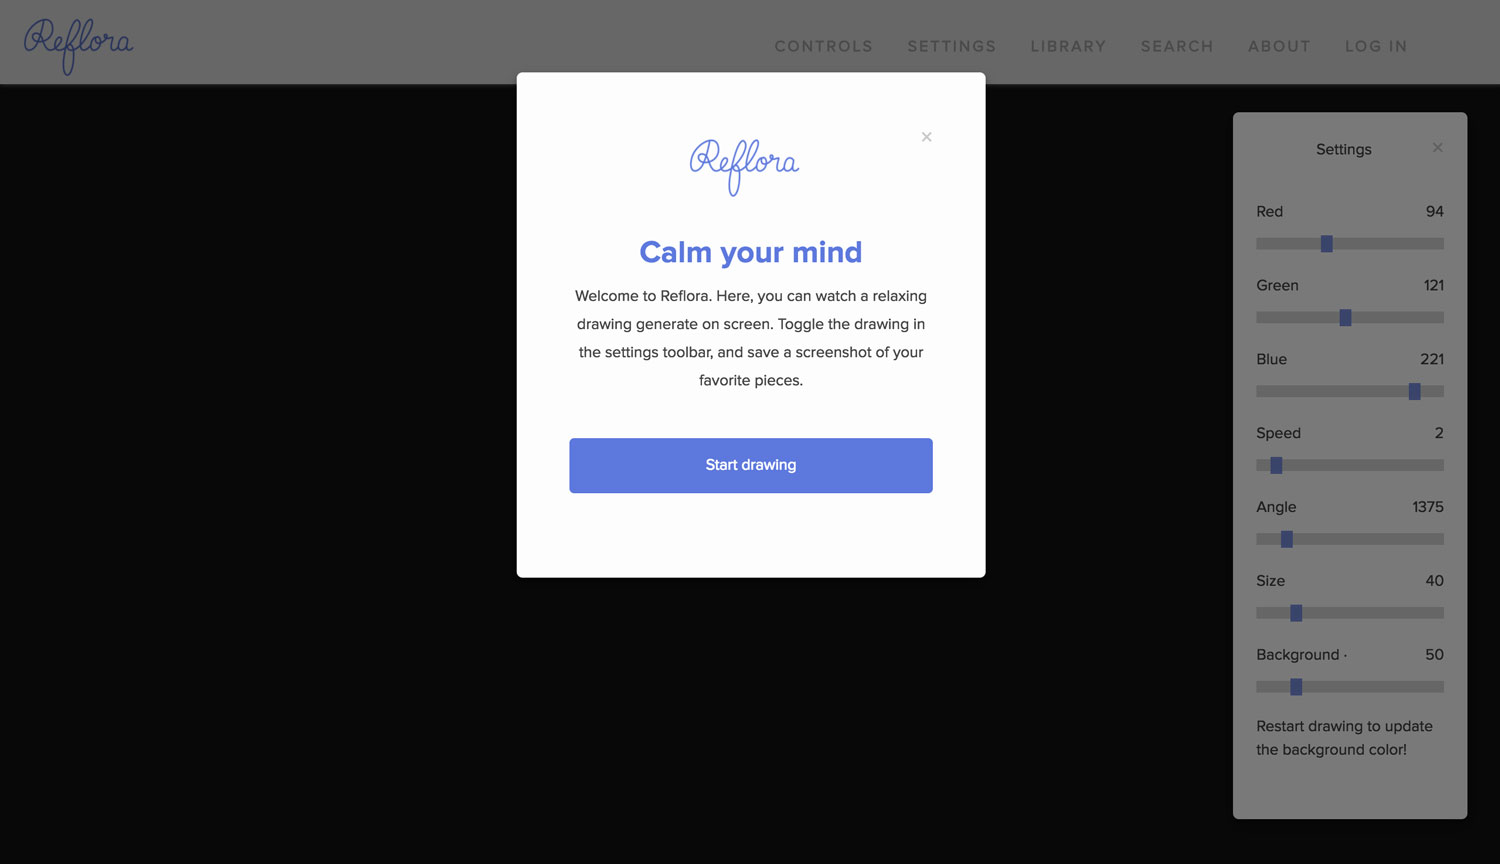 Reflora
CONTROLS SETTINGS LIBRARY SEARCH ABOUT LOG IN
×
Reflora
Calm your mind
Welcome to Reflora. Here, you can watch a relaxing
drawing generate on screen. Toggle the drawing in
the settings toolbar, and save a screenshot of your
favorite pieces.
Start drawing
Settings ×
Red 94
Green 121
Blue 221
Speed 2
Angle 1375
Size 40
Background · 50
Restart drawing to update
the background color!